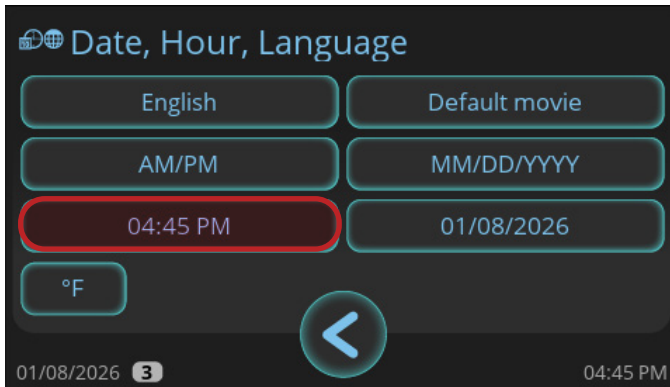 Date, Hour, Language
English Default movie
AM/PM MM/DD/YYYY
04:45 PM 01/08/2026
°F
01/08/2026 3 04:45 PM